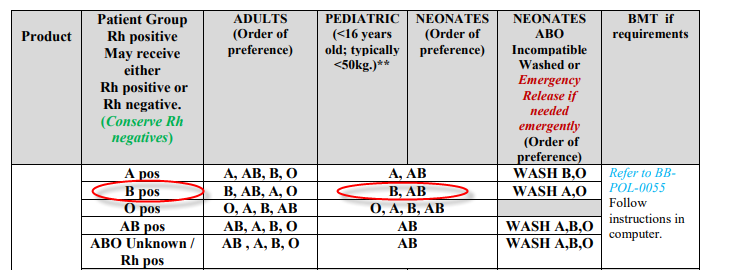 Product
Patient Group
Rh positive
May receive
either
Rh positive or
Rh negative.
(Conserve Rh
negatives)
ADULTS
(Order of
preference)
PEDIATRIC
(<16 years
old; typically
<50kg.)**
NEONATES
(Order of
preference)
NEONATES
ABO
Incompatible
Washed or
Emergency
Release if
needed
emergently
(Order of
preference)
BMT if
requirements
A pos
A, AB, B, O
A, AB
WASH B,O
B pos
B, AB, A, O
B, AB
WASH A,O
O pos
O, A, B, AB
O, A, B, AB
AB pos
AB, A, B, O
AB
WASH A,B,O
ABO Unknown /
Rh pos
AB , A, B, O
AB
WASH A,B,O
Refer to BB-
POL-0055
Follow
instructions in
computer.